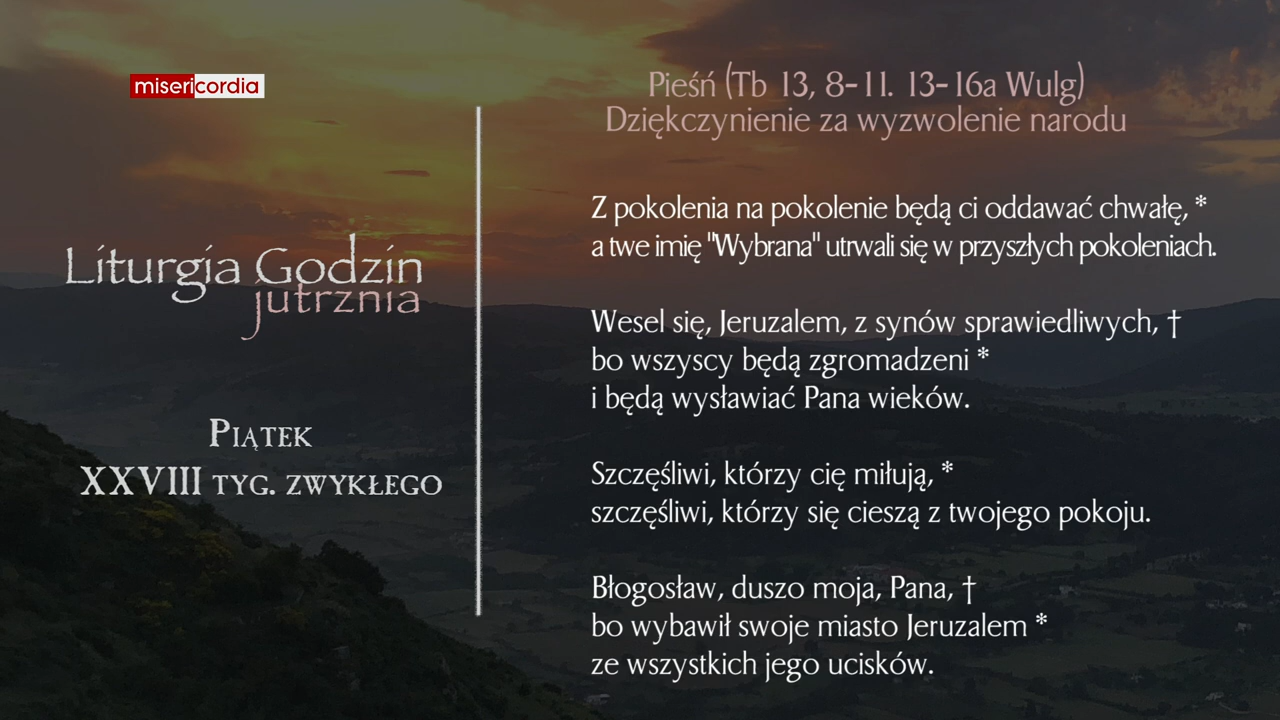 misericordia
Liturgia Godzin
jutrznia
Piątek
XXVIII tyg. zwykłego
Pieśń (Tb 13, 8-11. 13-16a Wulg)
Dziękczynienie za wyzwolenie narodu
Z pokolenia na pokolenie będą ci oddawać chwałę, *
a twe imię "Wybrana" utrwali się w przyszłych pokoleniach.
Wesel się, Jeruzalem, z synów sprawiedliwych, †
bo wszyscy będą zgromadzeni *
i będą wysławiać Pana wieków.
Szczęśliwi, którzy cię miłują, *
szczęśliwi, którzy się cieszą z twojego pokoju.
Błogosław, duszo moja, Pana, †
bo wybawił swoje miasto Jeruzalem *
ze wszystkich jego ucisków.